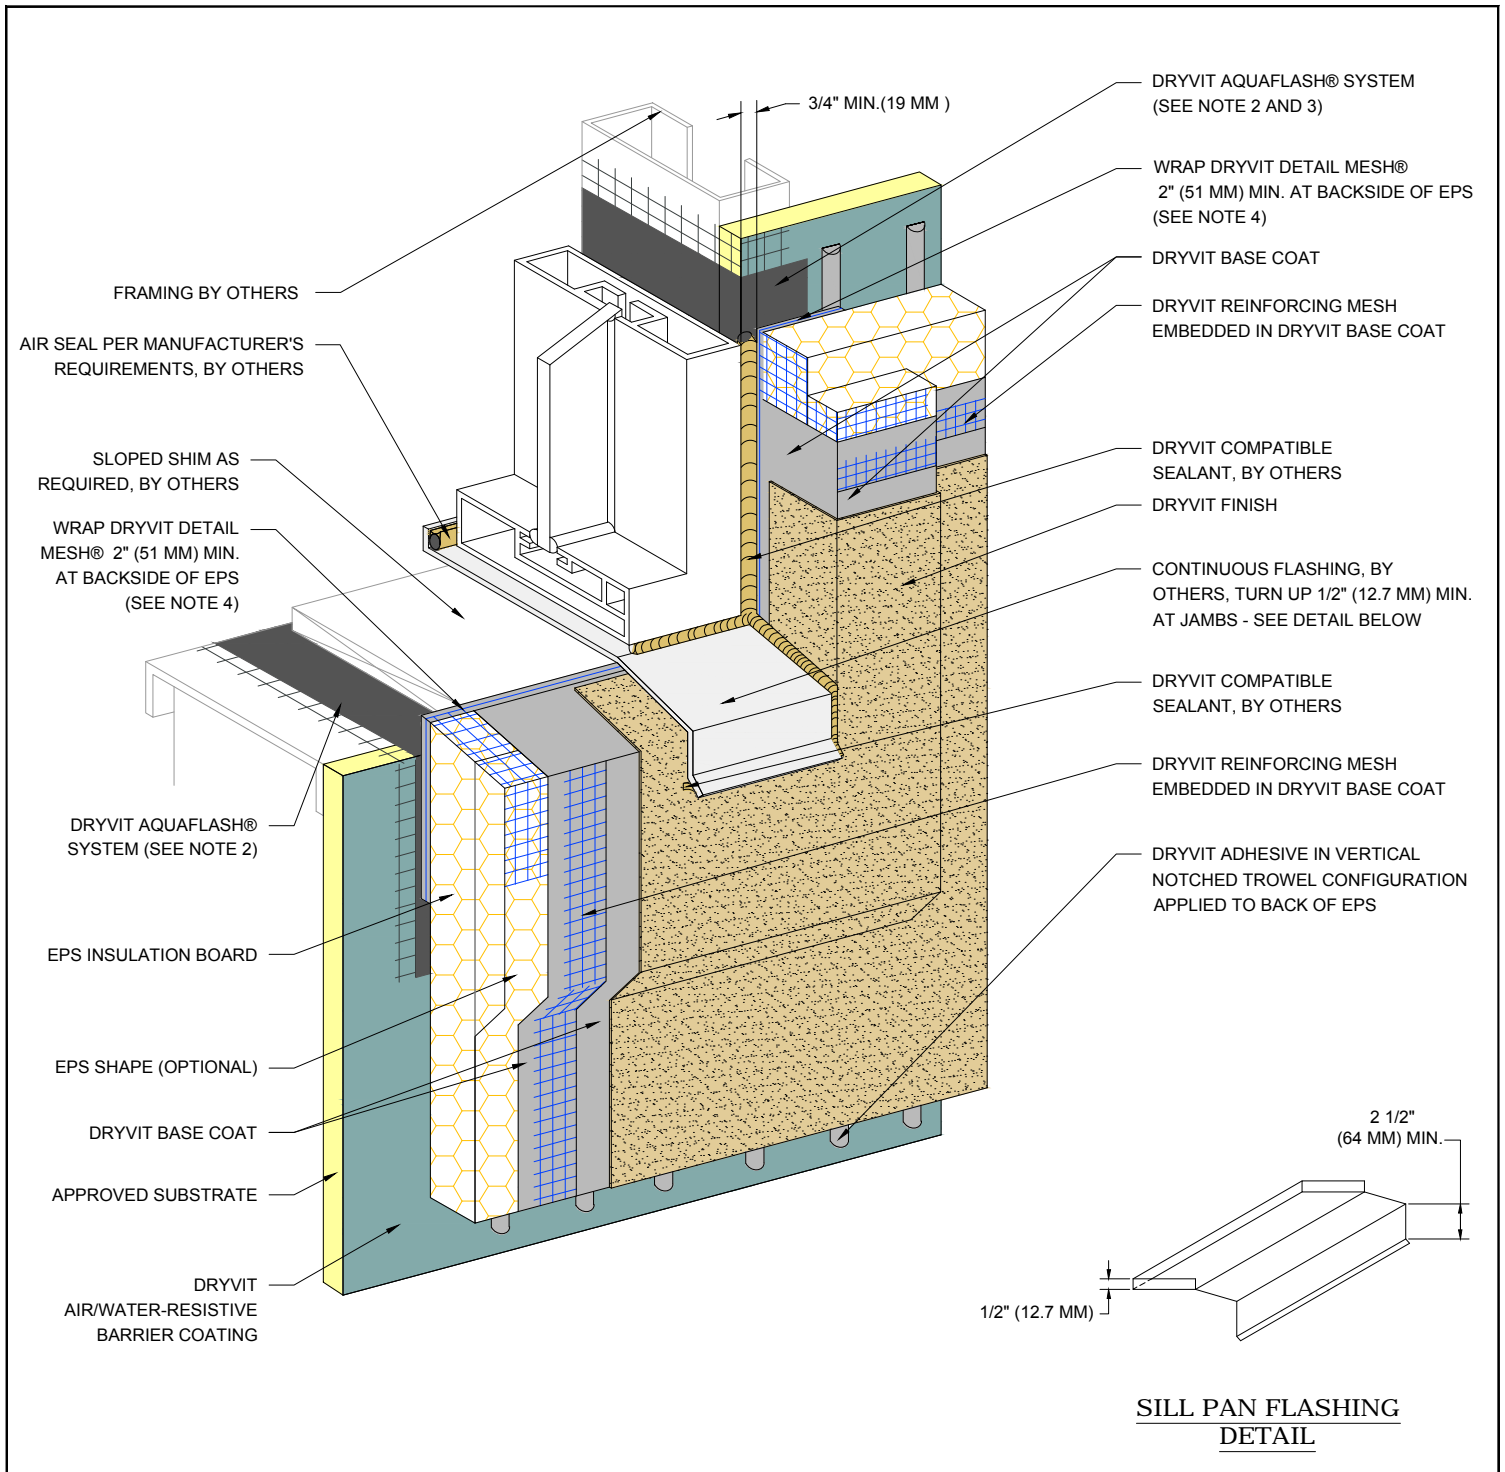 3/4" MIN.(19 MM )
FRAMING BY OTHERS
AIR SEAL PER MANUFACTURER'S
REQUIREMENTS, BY OTHERS
SLOPED SHIM AS
REQUIRED, BY OTHERS
WRAP DRYVIT DETAIL
MESH® 2" (51 MM) MIN.
AT BACKSIDE OF EPS
(SEE NOTE 4)
DRYVIT AQUAFLASH®
SYSTEM (SEE NOTE 2)
EPS INSULATION BOARD
EPS SHAPE (OPTIONAL)
DRYVIT BASE COAT
APPROVED SUBSTRATE
DRYVIT
AIR/WATER-RESISTIVE
BARRIER COATING
DRYVIT AQUAFLASH® SYSTEM
(SEE NOTE 2 AND 3)
WRAP DRYVIT DETAIL MESH®
2" (51 MM) MIN. AT BACKSIDE OF EPS
(SEE NOTE 4)
DRYVIT BASE COAT
DRYVIT REINFORCING MESH
EMBEDDED IN DRYVIT BASE COAT
DRYVIT COMPATIBLE
SEALANT, BY OTHERS
DRYVIT FINISH
CONTINUOUS FLASHING, BY
OTHERS, TURN UP 1/2" (12.7 MM) MIN.
AT JAMBS - SEE DETAIL BELOW
DRYVIT COMPATIBLE
SEALANT, BY OTHERS
DRYVIT REINFORCING MESH
EMBEDDED IN DRYVIT BASE COAT
DRYVIT ADHESIVE IN VERTICAL
NOTCHED TROWEL CONFIGURATION
APPLIED TO BACK OF EPS
2 1/2"
(64 MM) MIN.
1/2" (12.7 MM)
SILL PAN FLASHING
DETAIL